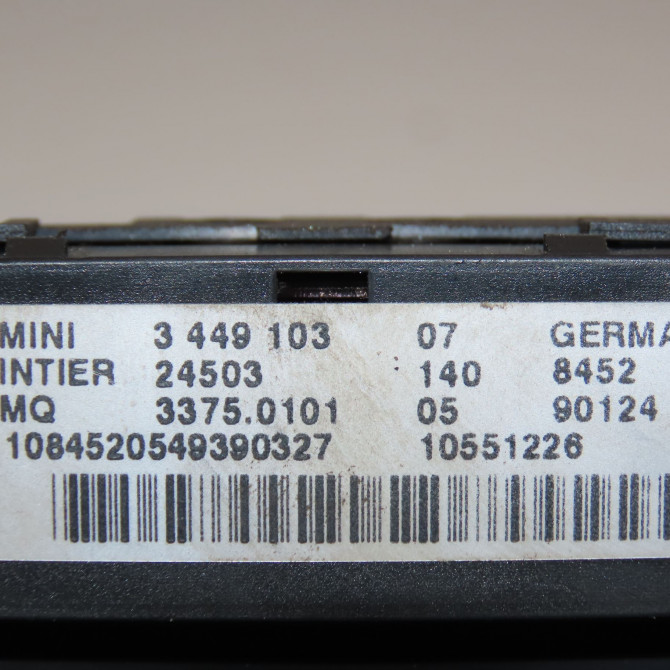 MINI 3 449 103 07 GERMA
INTIER 24503 140 8452
MQ 3375.0101 05 90124
1084520549390327 10551226